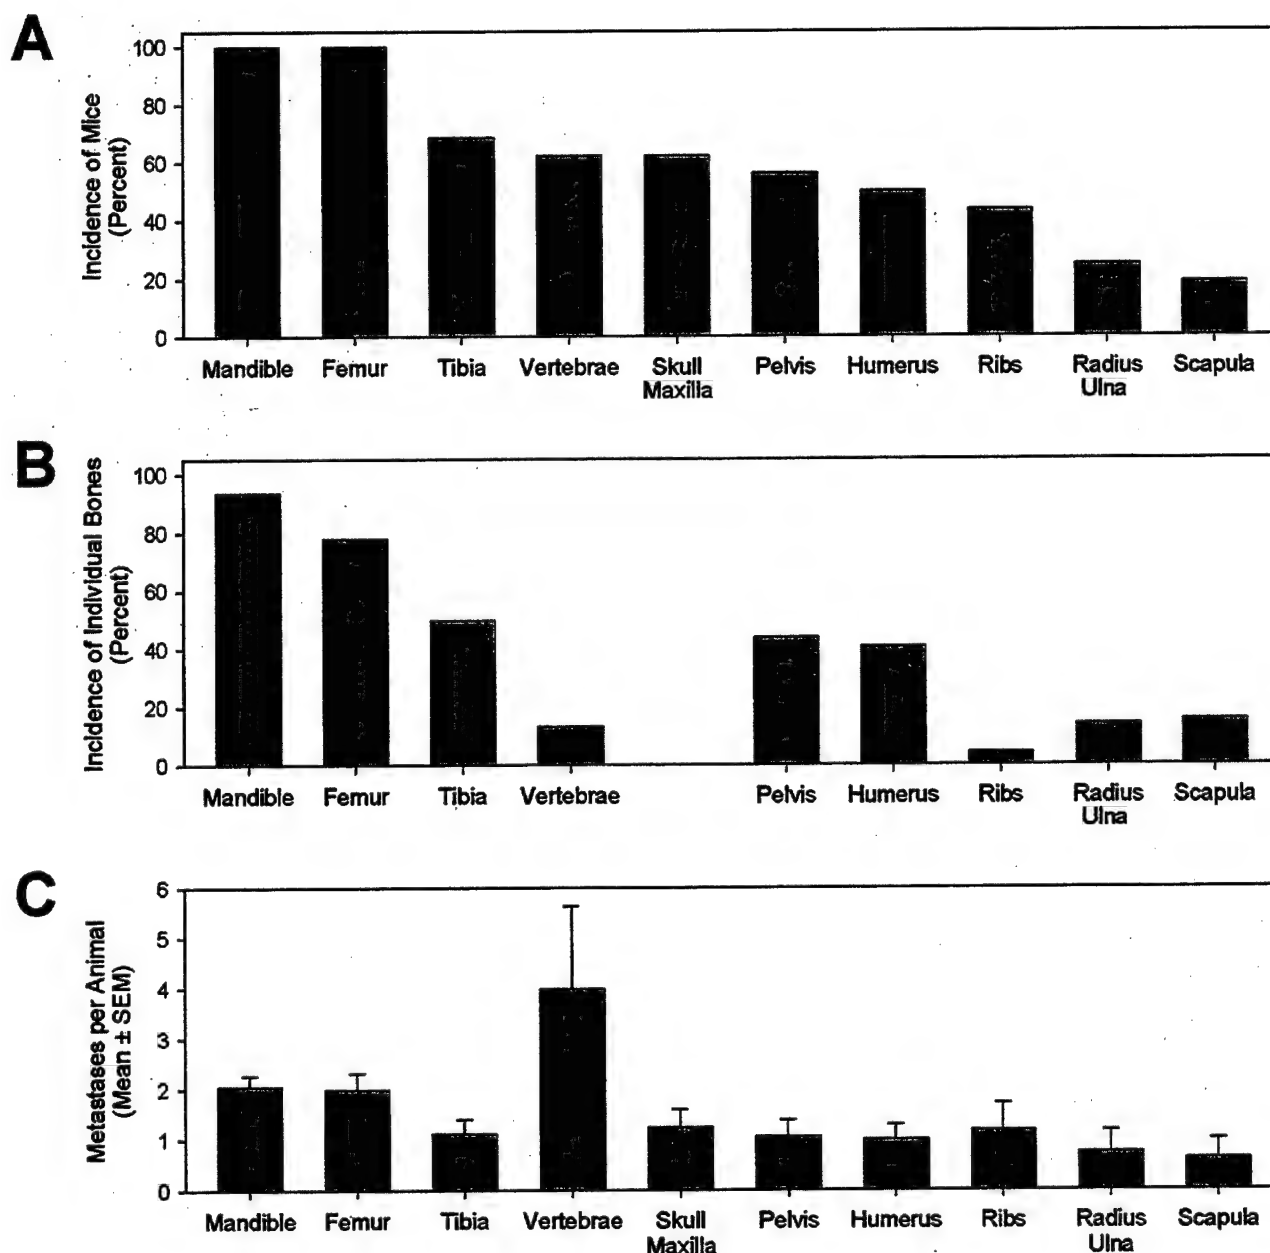 A
Incidence of Mice
(Percent)
100
80
60
40
20
0
Mandible Femur Tibia Vertebrae Skull Maxilla Pelvis Humerus Ribs Radius Ulna Scapula
B
Incidence of Individual Bones
(Percent)
100
80
60
40
20
0
Mandible Femur Tibia Vertebrae Pelvis Humerus Ribs Radius Ulna Scapula
C
Metastases per Animal
(Mean ± SEM)
6
5
4
3
2
1
0
Mandible Femur Tibia Vertebrae Skull Maxilla Pelvis Humerus Ribs Radius Ulna Scapula